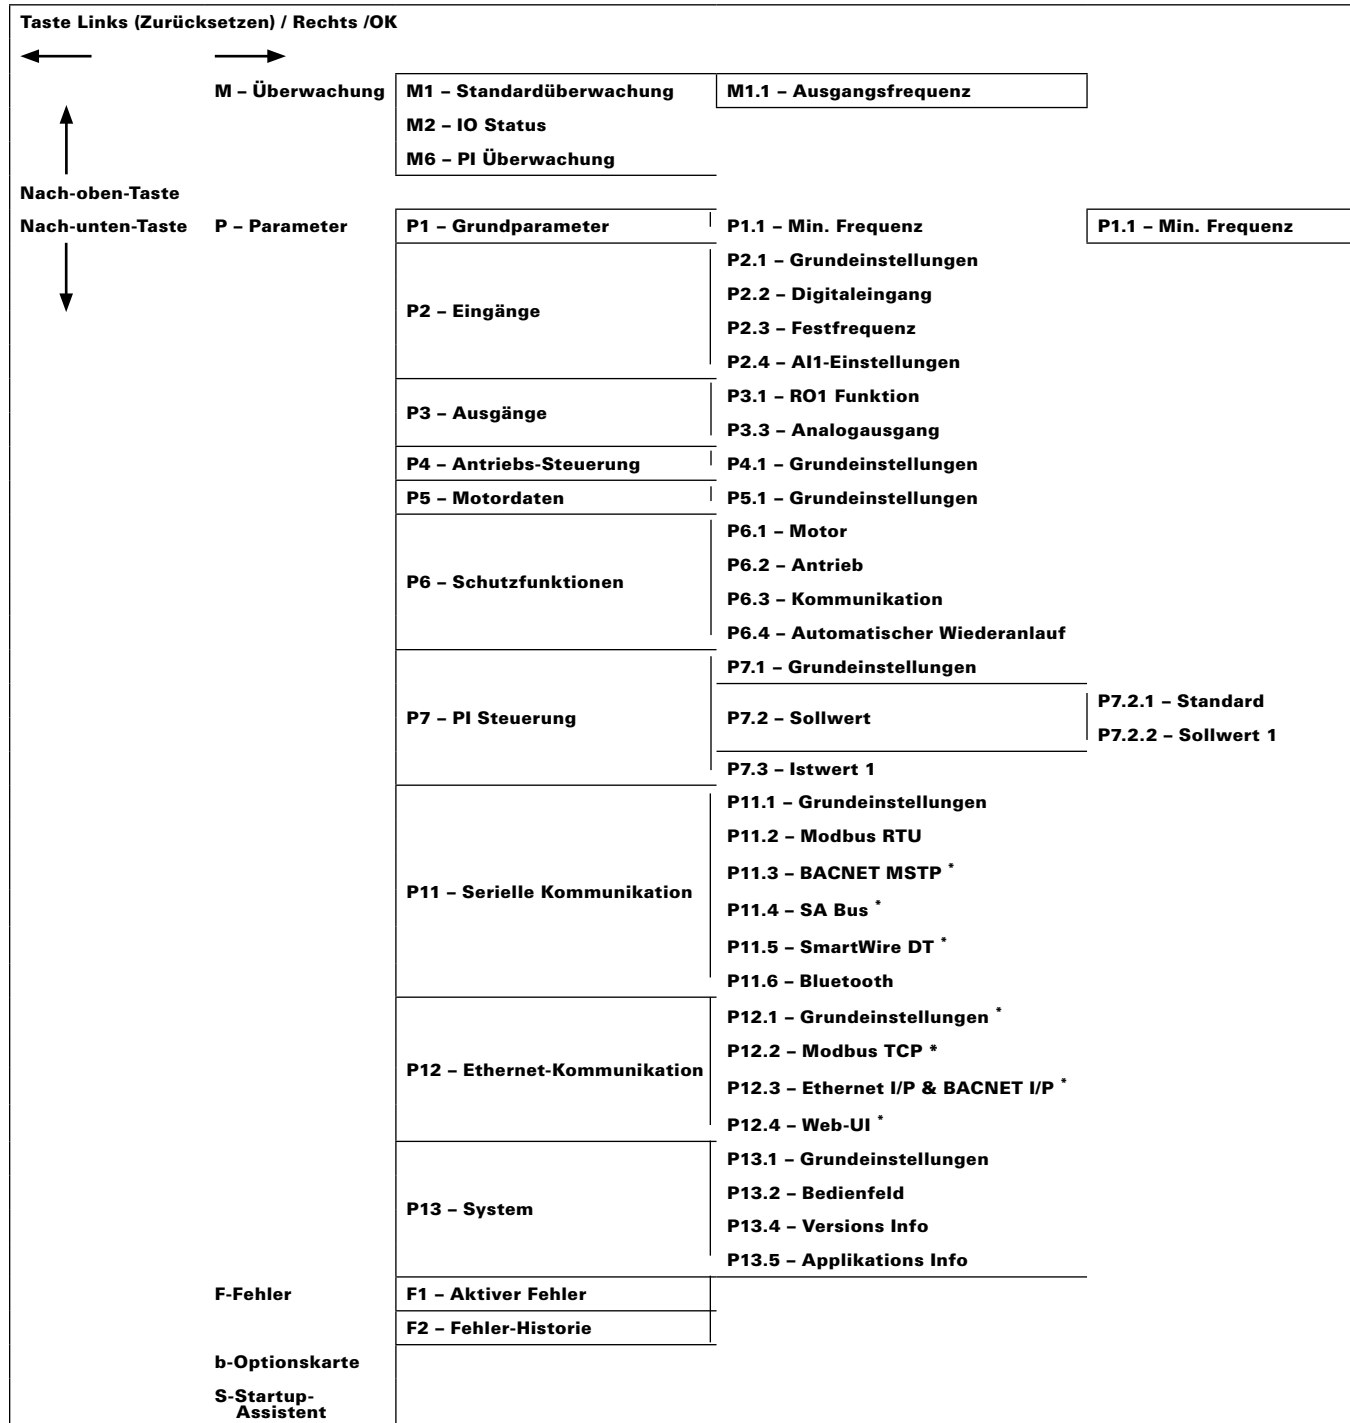 Taste Links (Zurücksetzen) / Rechts /OK
M – Überwachung
M1 – Standardüberwachung
M1.1 – Ausgangsfrequenz
M2 – IO Status
M6 – PI Überwachung
Nach-oben-Taste
Nach-unten-Taste
P – Parameter
P1 – Grundparameter
P1.1 – Min. Frequenz
P1.1 – Min. Frequenz
P2 – Eingänge
P2.1 – Grundeinstellungen
P2.2 – Digitaleingang
P2.3 – Festfrequenz
P2.4 – AI1-Einstellungen
P3 – Ausgänge
P3.1 – RO1 Funktion
P3.3 – Analogausgang
P4 – Antriebs-Steuerung
P4.1 – Grundeinstellungen
P5 – Motordaten
P5.1 – Grundeinstellungen
P6 – Schutzfunktionen
P6.1 – Motor
P6.2 – Antrieb
P6.3 – Kommunikation
P6.4 – Automatischer Wiederanlauf
P7 – PI Steuerung
P7.1 – Grundeinstellungen
P7.2 – Sollwert
P7.2.1 – Standard
P7.2.2 – Sollwert 1
P7.3 – Istwert 1
P11 – Serielle Kommunikation
P11.1 – Grundeinstellungen
P11.2 – Modbus RTU
P11.3 – BACNET MSTP *
P11.4 – SA Bus *
P11.5 – SmartWire DT *
P11.6 – Bluetooth
P12 – Ethernet-Kommunikation
P12.1 – Grundeinstellungen *
P12.2 – Modbus TCP *
P12.3 – Ethernet I/P & BACNET I/P *
P12.4 – Web-UI *
P13 – System
P13.1 – Grundeinstellungen
P13.2 – Bedienfeld
P13.4 – Versions Info
P13.5 – Applikations Info
F-Fehler
F1 – Aktiver Fehler
F2 – Fehler-Historie
b-Optionskarte
S-Startup-
Assistent